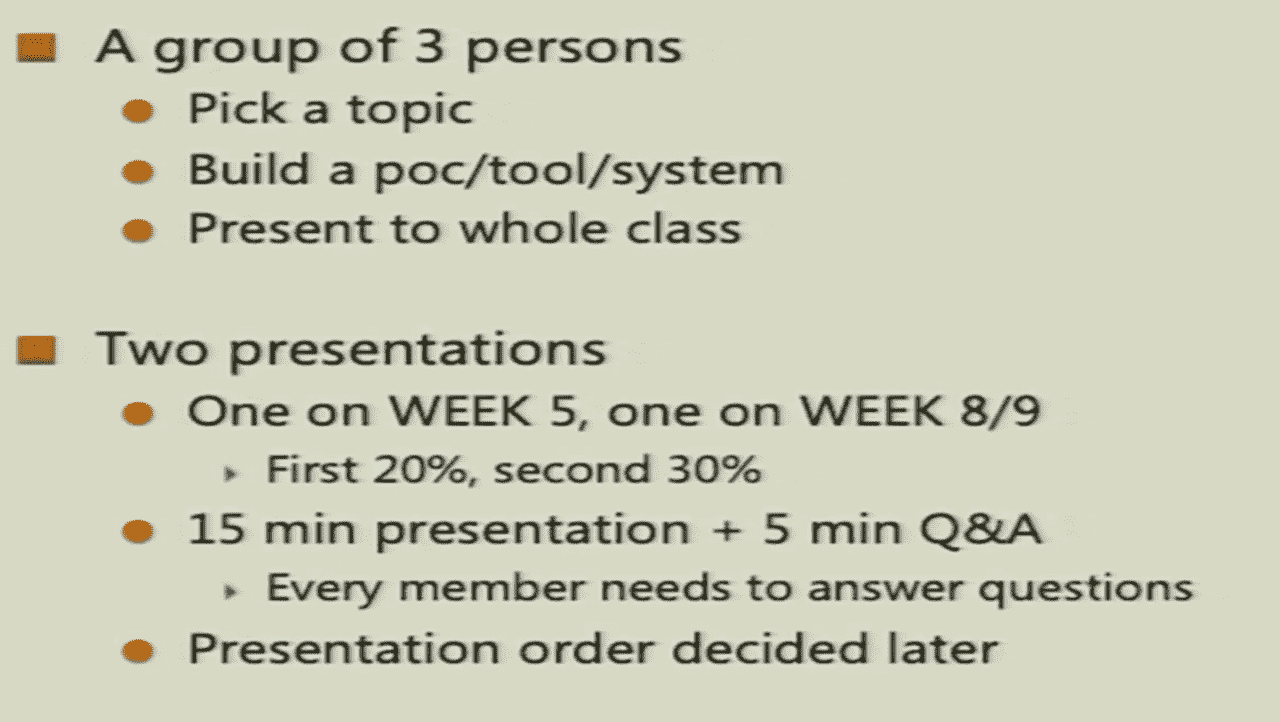 A group of 3 persons
Pick a topic
Build a poc/tool/system
Present to whole class
Two presentations
One on WEEK 5, one on WEEK 8/9
First 20%, second 30%
15 min presentation + 5 min Q&A
Every member needs to answer questions
Presentation order decided later